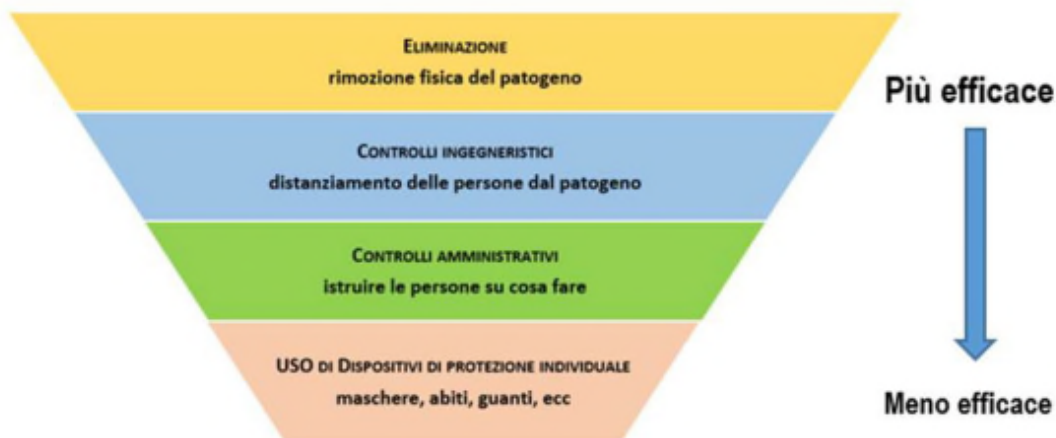 ELIMINAZIONE
rimozione fisica del patogeno
Più efficace
CONTROLLI INGEGNERISTICI
distanziamento delle persone dal patogeno
CONTROLLI AMMINISTRATIVI
istruire le persone su cosa fare
USO DI DISPOSITIVI DI PROTEZIONE INDIVIDUALE
maschere, abiti, guanti, ecc
Meno efficace